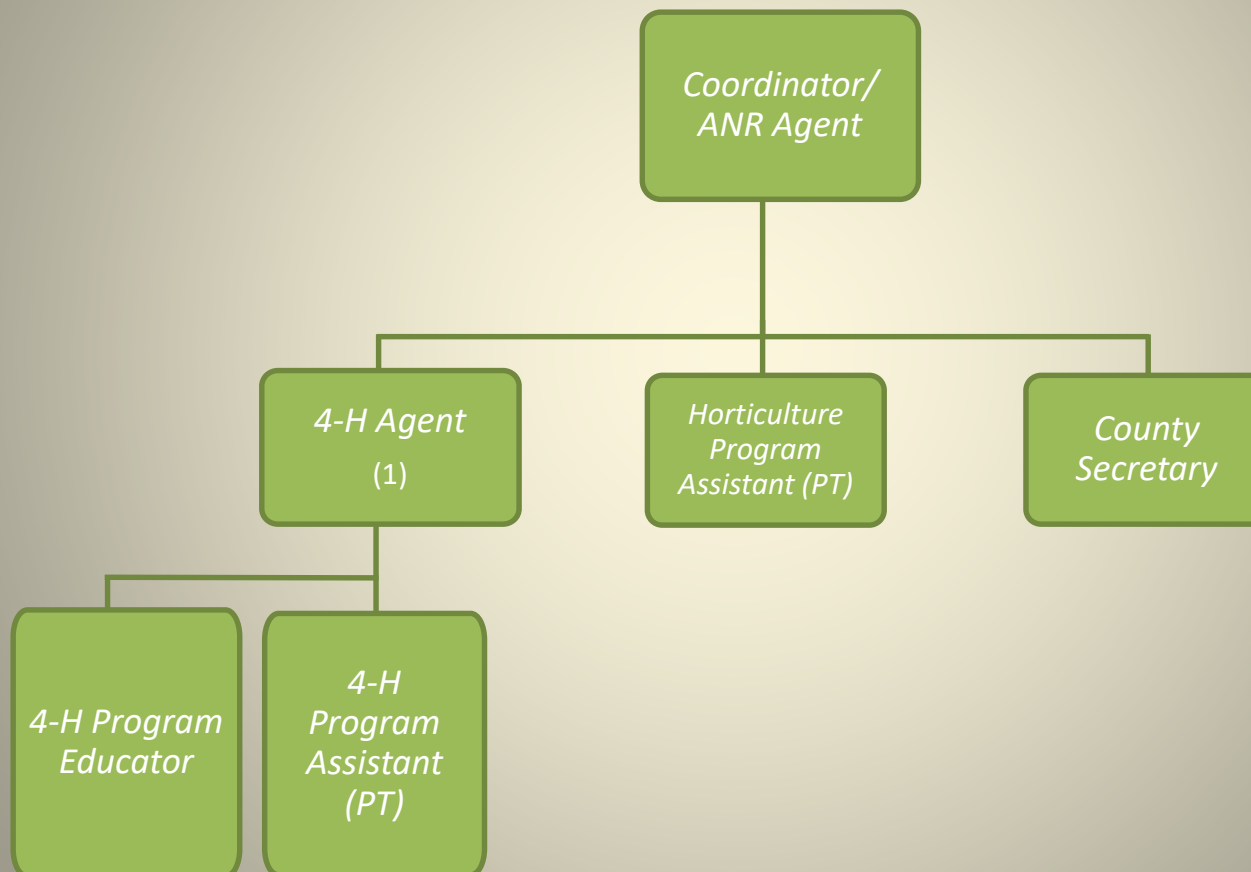 Coordinator/
ANR Agent
4-H Agent
(1)
Horticulture
Program
Assistant (PT)
County
Secretary
4-H Program
Educator
4-H
Program
Assistant
(PT)